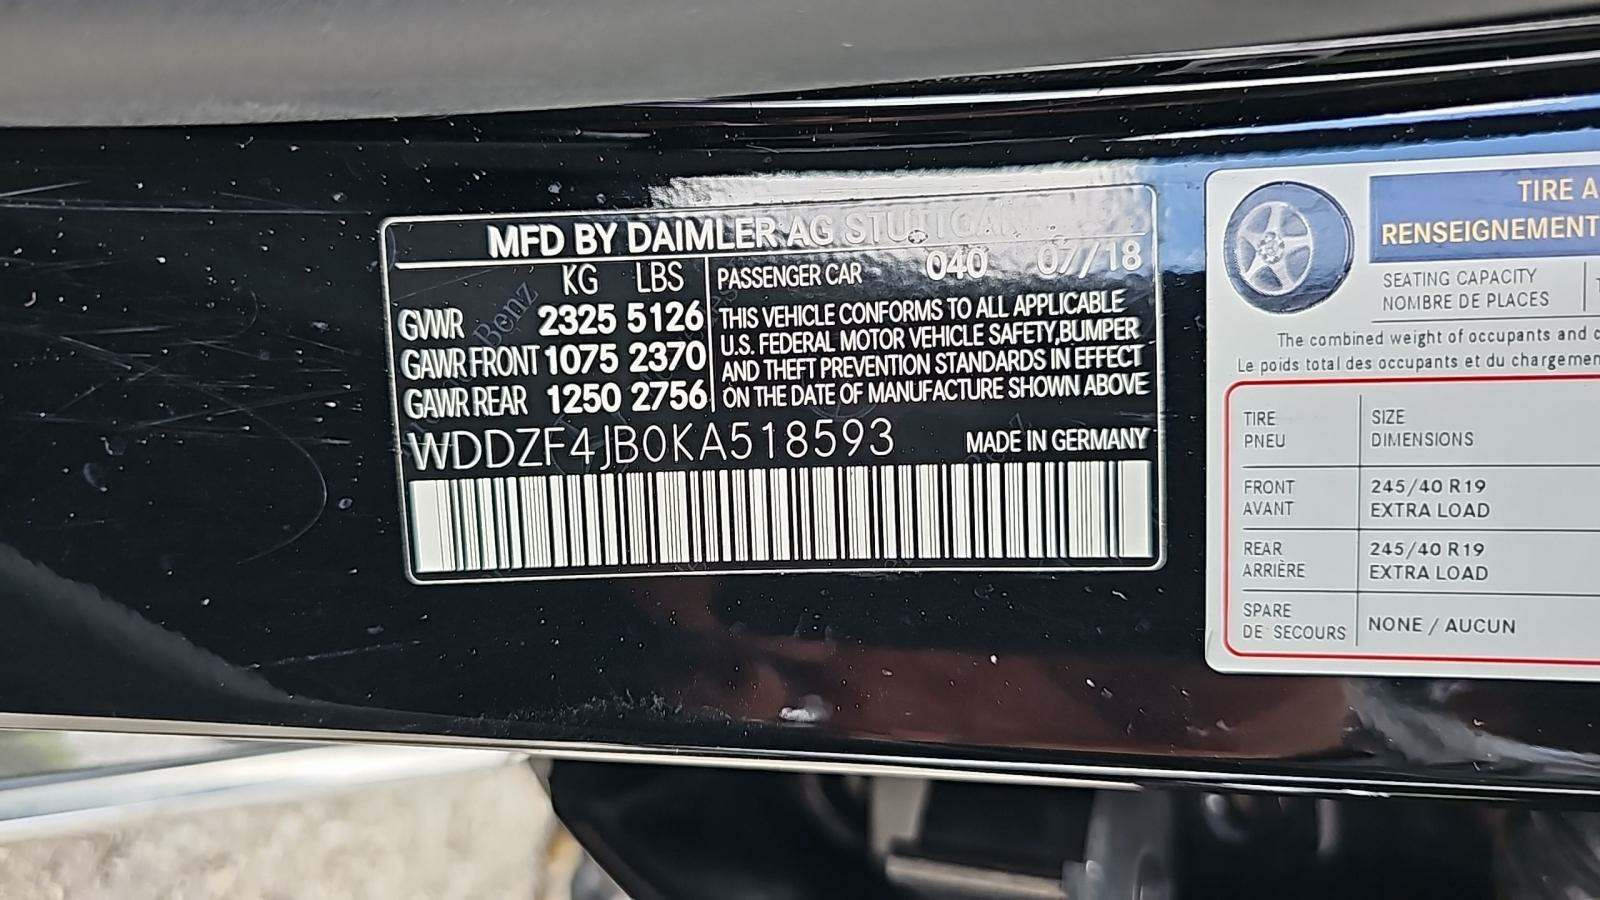 MFD BY DAIMLER AG STUTTGART
KG LBS
GVWR 2325 5126
GAWR FRONT 1075 2370
GAWR REAR 1250 2756
PASSENGER CAR 040 07/18
THIS VEHICLE CONFORMS TO ALL APPLICABLE
U.S. FEDERAL MOTOR VEHICLE SAFETY,BUMPER
AND THEFT PREVENTION STANDARDS IN EFFECT
ON THE DATE OF MANUFACTURE SHOWN ABOVE
WDDZF4JB0KA518593 MADE IN GERMANY
TIRE A
RENSEIGNEMENT
SEATING CAPACITY
NOMBRE DE PLACES
The combined weight of occupants and c
Le poids total des occupants et du chargemen
TIRE SIZE
PNEU DIMENSIONS
FRONT 245/40 R19
AVANT EXTRA LOAD
REAR 245/40 R19
ARRIÈRE EXTRA LOAD
SPARE
DE SECOURS NONE / AUCUN